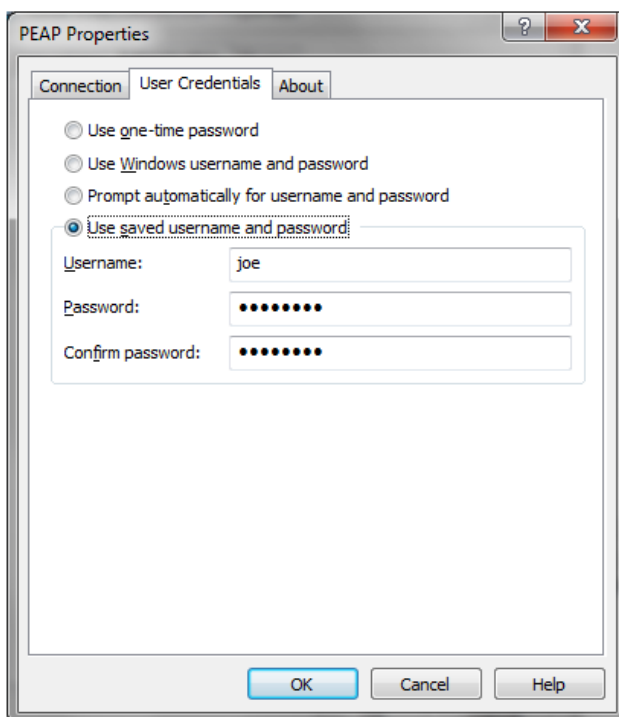 PEAP Properties
?
X
Connection User Credentials About
Use one-time password
Use Windows username and password
Prompt automatically for username and password
Use saved username and password
Username: joe
Password: ●●●●●●●●
Confirm password: ●●●●●●●●
OK Cancel Help